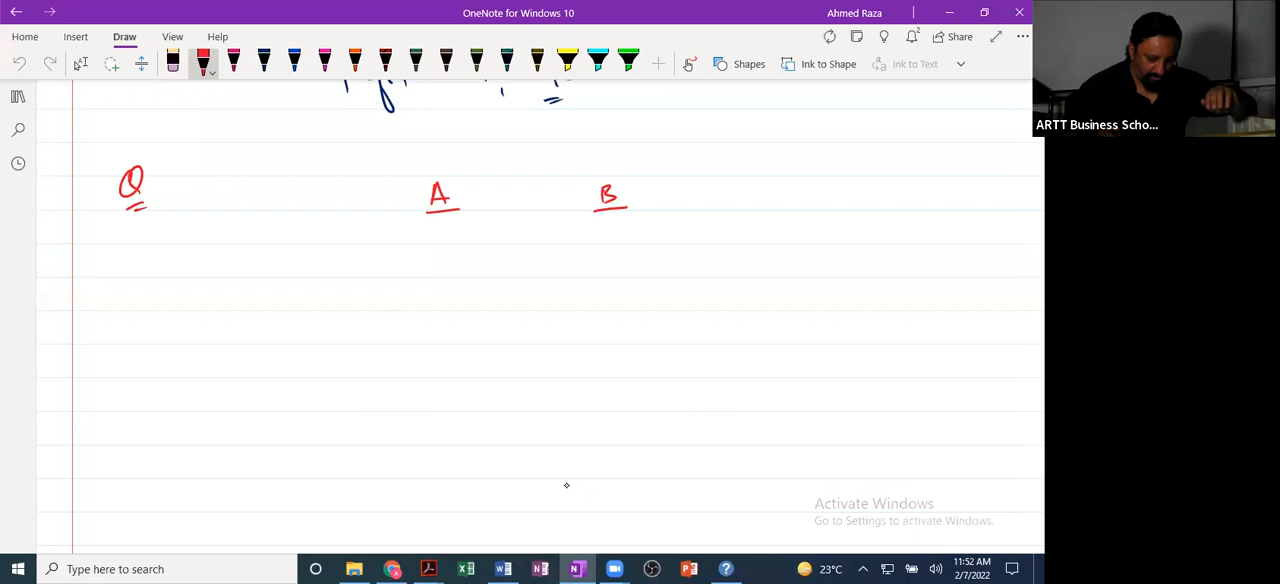 OneNote for Windows 10
Ahmed Raza
Home Insert Draw View Help
Share
Shapes Ink to Shape Ink to Text
ARTT Business Scho...
Q A B
Activate Windows
Go to Settings to activate Windows.
Type here to search
23°C
11:52 AM
2/7/2022